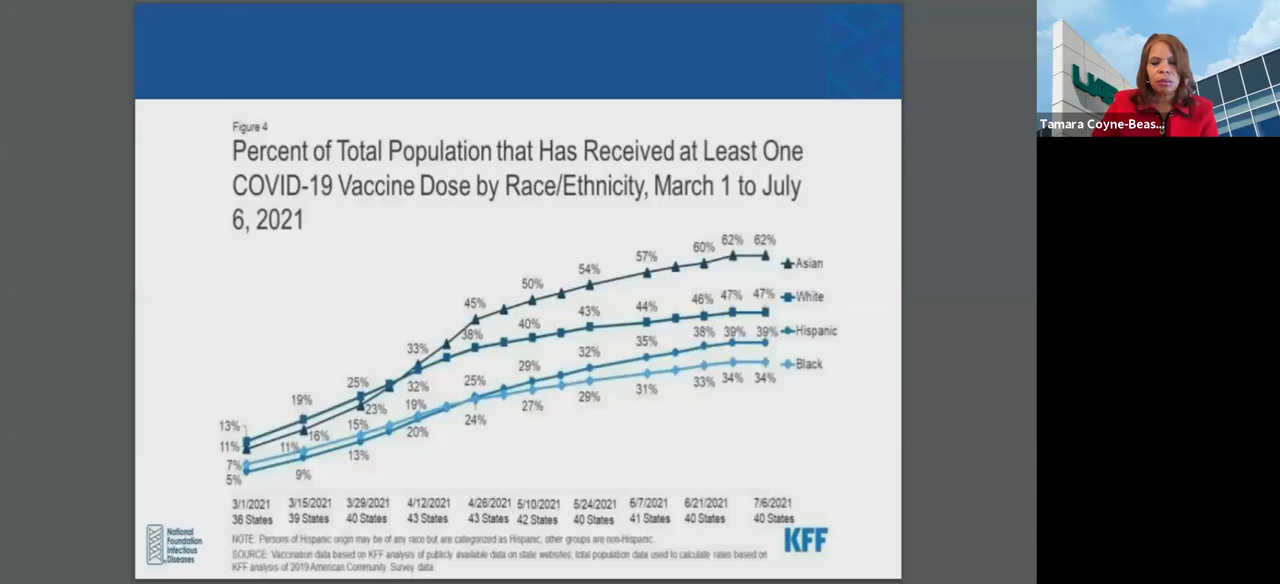 Figure 4
Percent of Total Population that Has Received at Least One
COVID-19 Vaccine Dose by Race/Ethnicity, March 1 to July
6, 2021
62% 62%
60%
57%
54%
50%
45%
Asian
47% 47%
46%
44%
43%
40%
38%
White
33%
38% 39% 39%
Hispanic
35%
32%
32%
29%
25%
25%
Black
34% 34%
33%
31%
29%
27%
24%
23%
19%
19%
20%
13%
16%
15%
11%
11%
13%
7%
9%
5%
3/1/2021 3/15/2021 3/29/2021 4/12/2021 4/26/2021 5/10/2021 5/24/2021 6/7/2021 6/21/2021 7/6/2021
36 States 39 States 40 States 43 States 43 States 42 States 40 States 41 States 40 States 40 States
NOTE: Persons of Hispanic origin may be of any race but are categorized as Hispanic; other groups are non-Hispanic.
SOURCE: Vaccination data based on KFF analysis of publicly available data on state websites; total population data used to calculate rates based on
KFF analysis of 2019 American Community Survey data.
National
Foundation
Infectious
Diseases
KFF
Tamara Coyne-Beas...